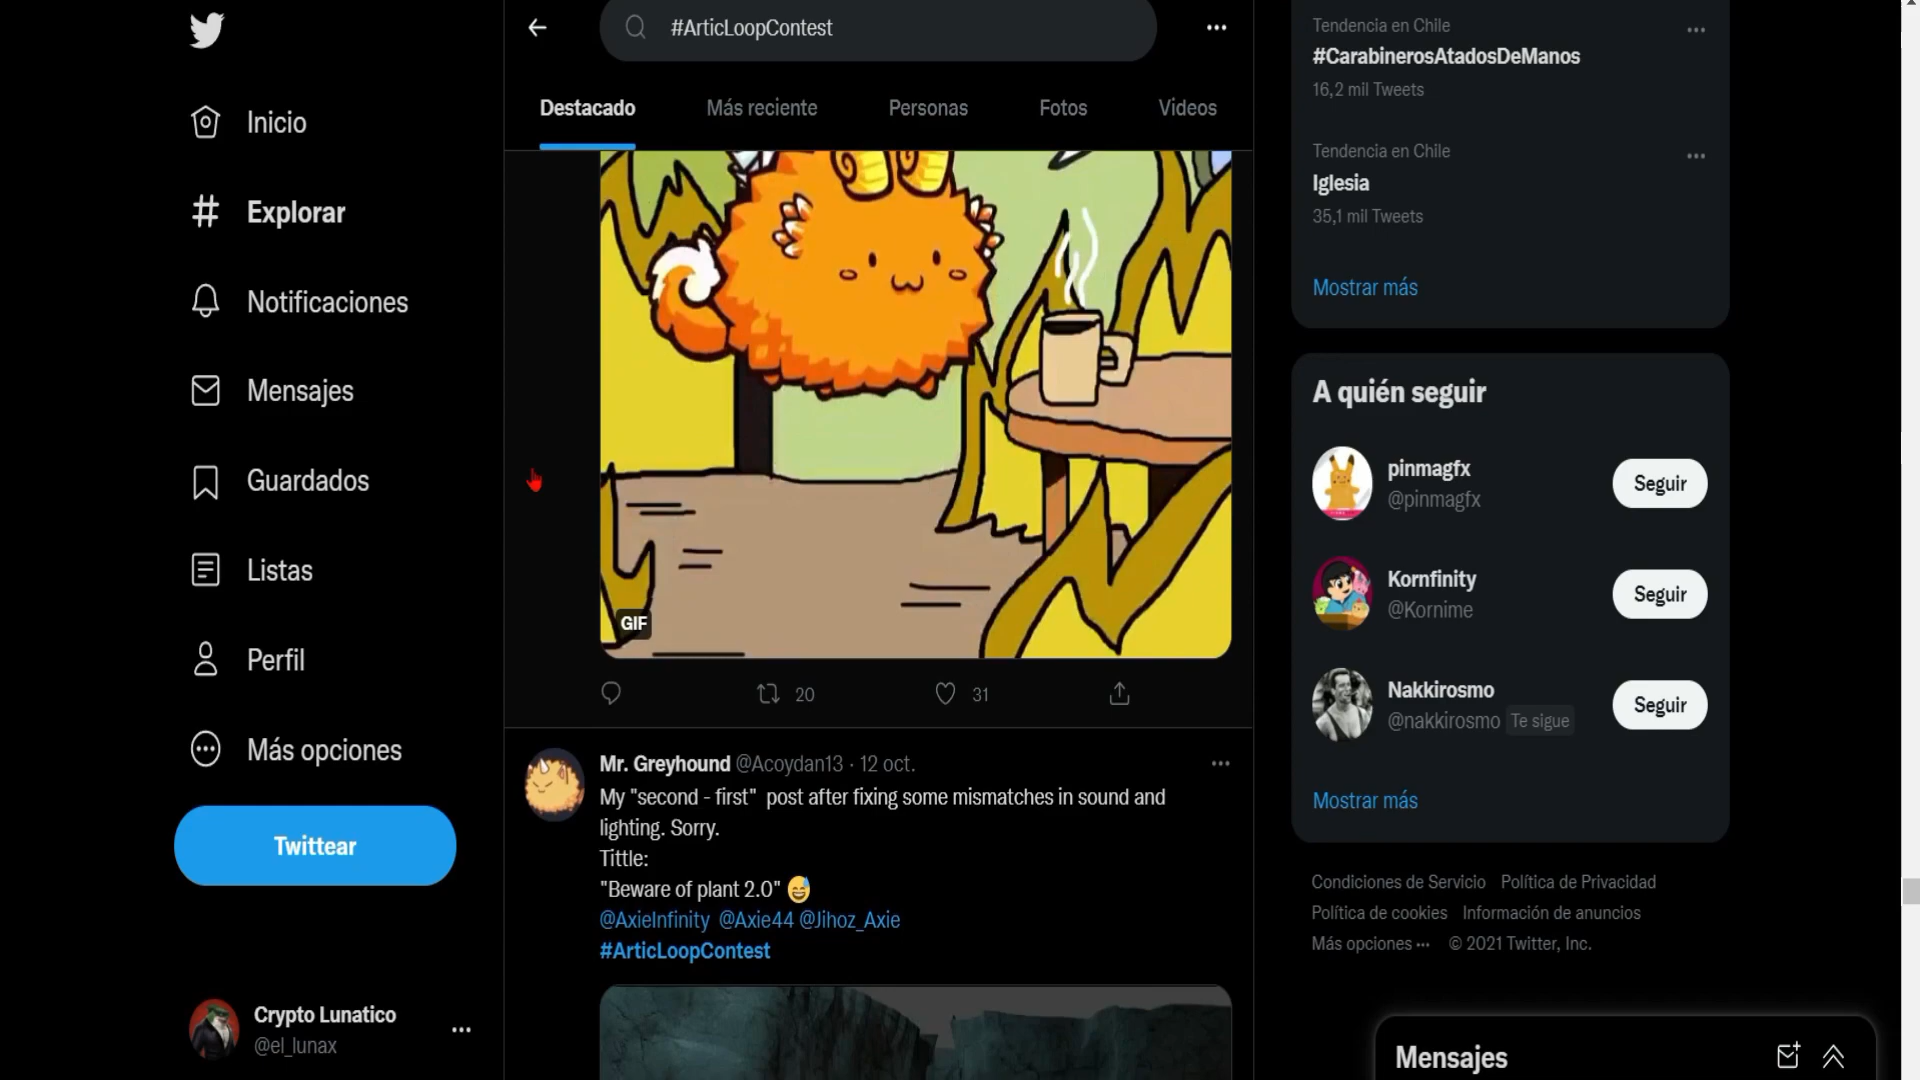 Inicio
Explorar
Notificaciones
Mensajes
Guardados
Listas
Perfil
Más opciones
Twittear
Crypto Lunatico
@el_lunax
#ArticLoopContest
Destacado
Más reciente
Personas
Fotos
Videos
GIF
20
31
Mr. Greyhound @Acoydan13 · 12 oct.
My "second - first" post after fixing some mismatches in sound and
lighting. Sorry.
Tittle:
"Beware of plant 2.0" 😅
@AxieInfinity @Axie44 @Jihoz_Axie
#ArticLoopContest
Tendencia en Chile
#CarabinerosAtadosDeManos
16,2 mil Tweets
Tendencia en Chile
Iglesia
35,1 mil Tweets
Mostrar más
A quién seguir
pinmagfx
@pinmagfx
Seguir
Kornfinity
@Kornime
Seguir
Nakkirosmo
@nakkirosmo Te sigue
Seguir
Mostrar más
Condiciones de Servicio Política de Privacidad
Política de cookies Información de anuncios
Más opciones ··· © 2021 Twitter, Inc.
Mensajes